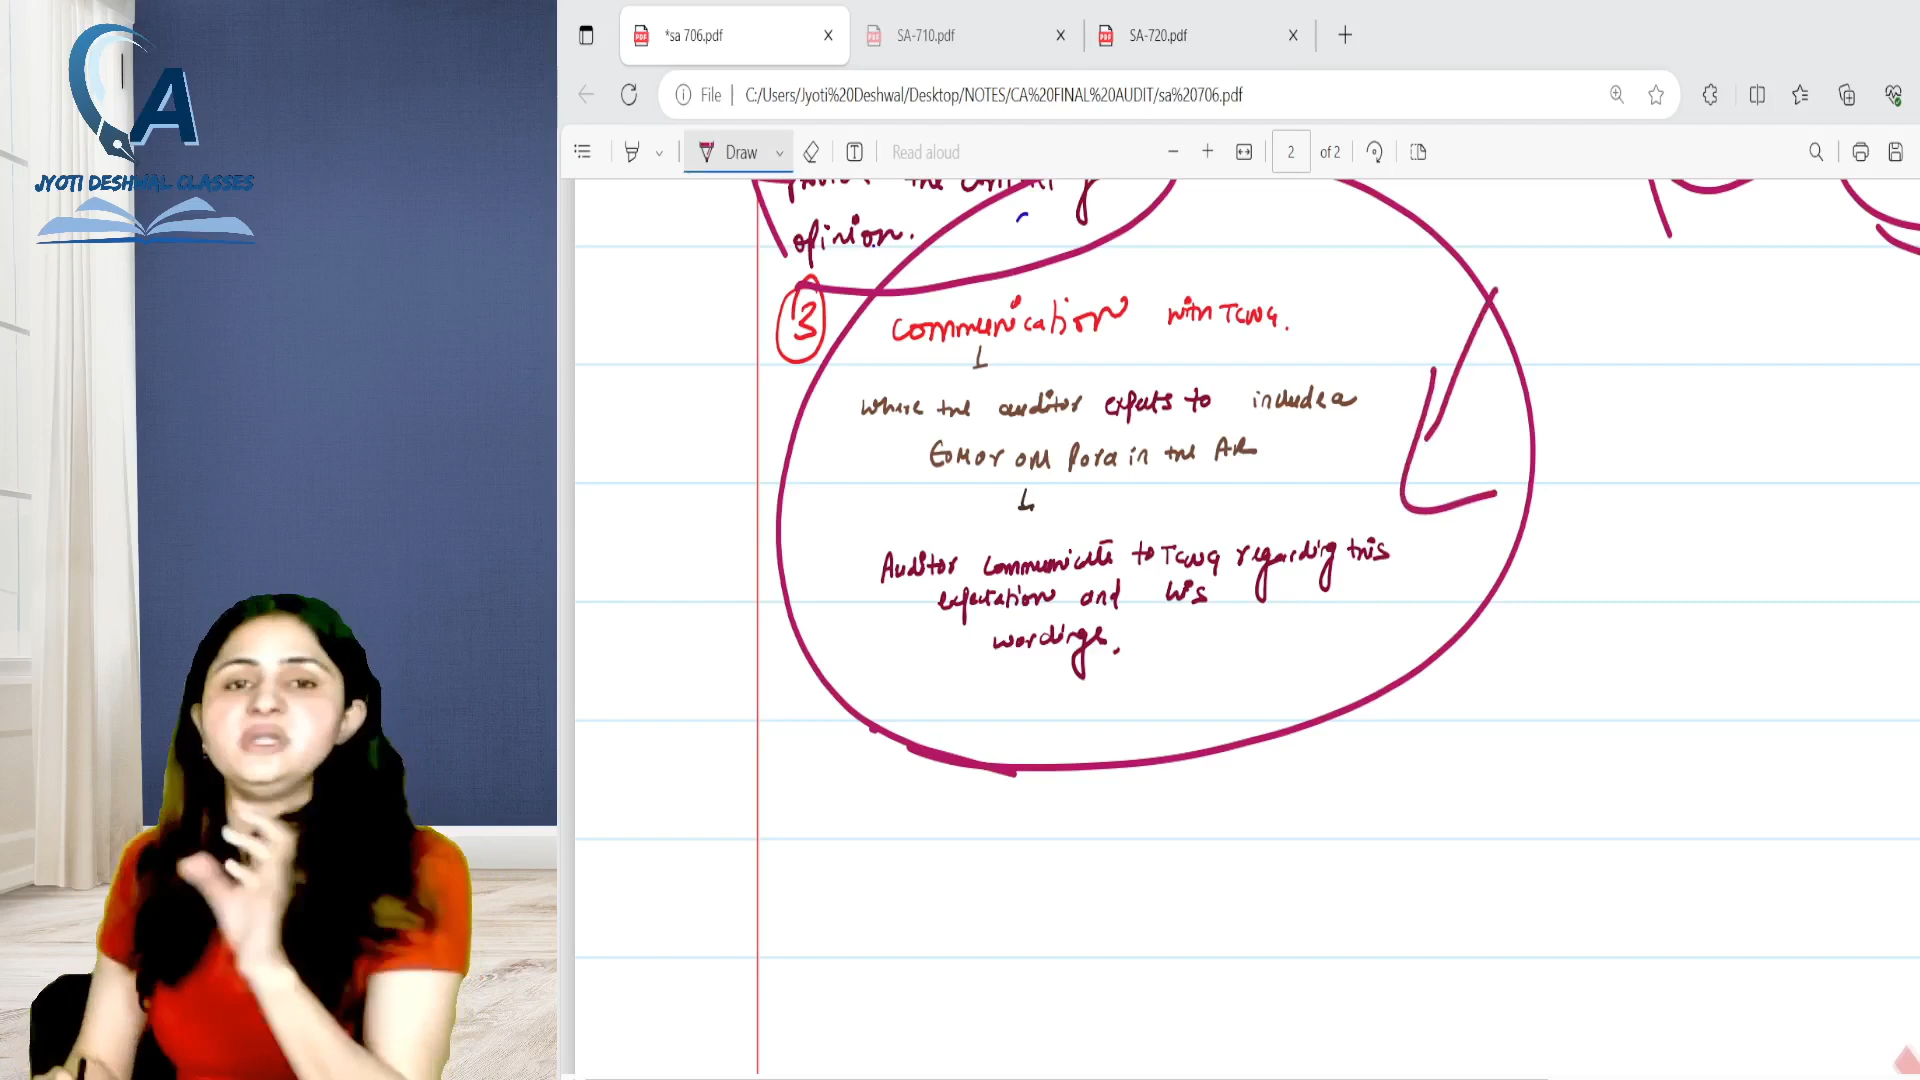 *sa 706.pdf
SA-710.pdf
SA-720.pdf
File
C:/Users/Jyoti%20Deshwal/Desktop/NOTES/CA%20FINAL%20AUDIT/sa%20706.pdf
Draw
Read aloud
2 of 2
A
JYOTI DESHWAL CLASSES
the
opinion.
3 Communication with TCWG.
Where the auditor expects to include a
EOM or OM Para in the AR
Auditor communicate to TCWG regarding this
expectation and his
wordings.